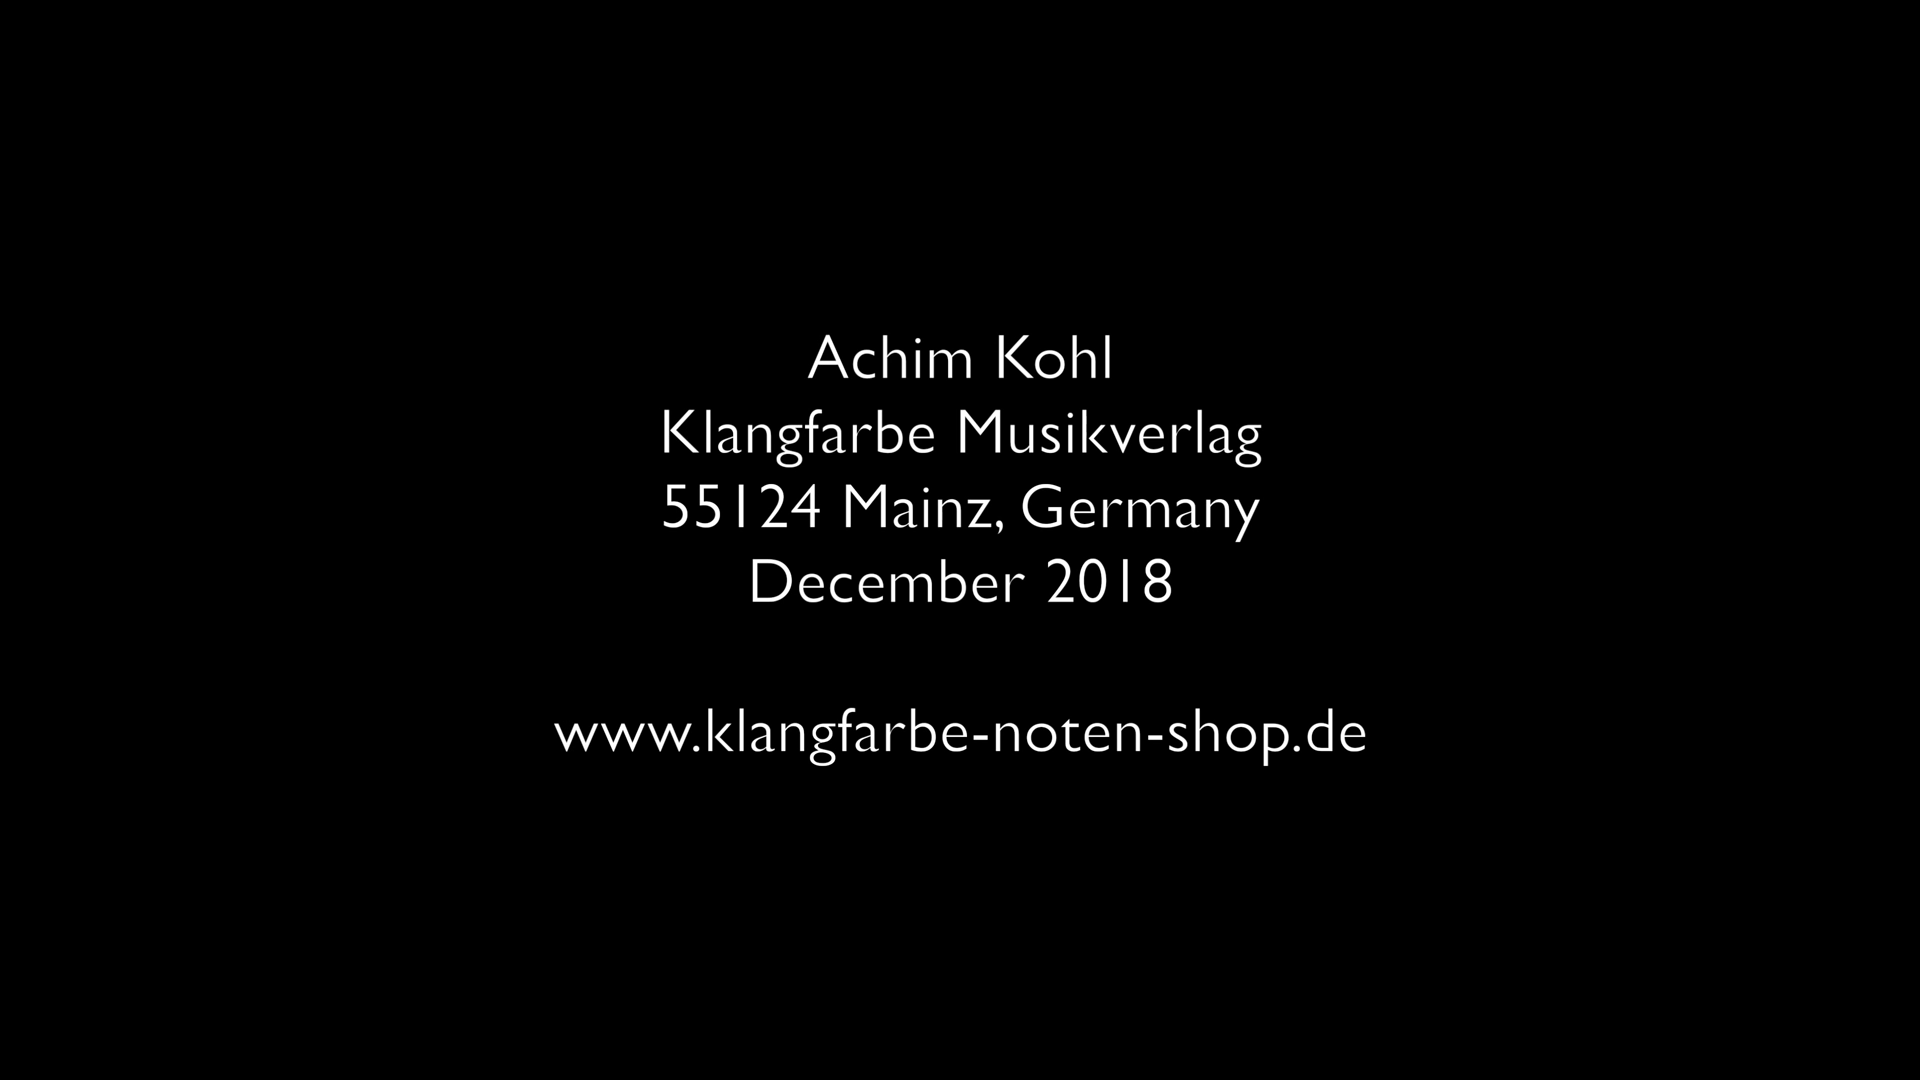 Achim Kohl
Klangfarbe Musikverlag
55124 Mainz, Germany
December 2018
www.klangfarbe-noten-shop.de